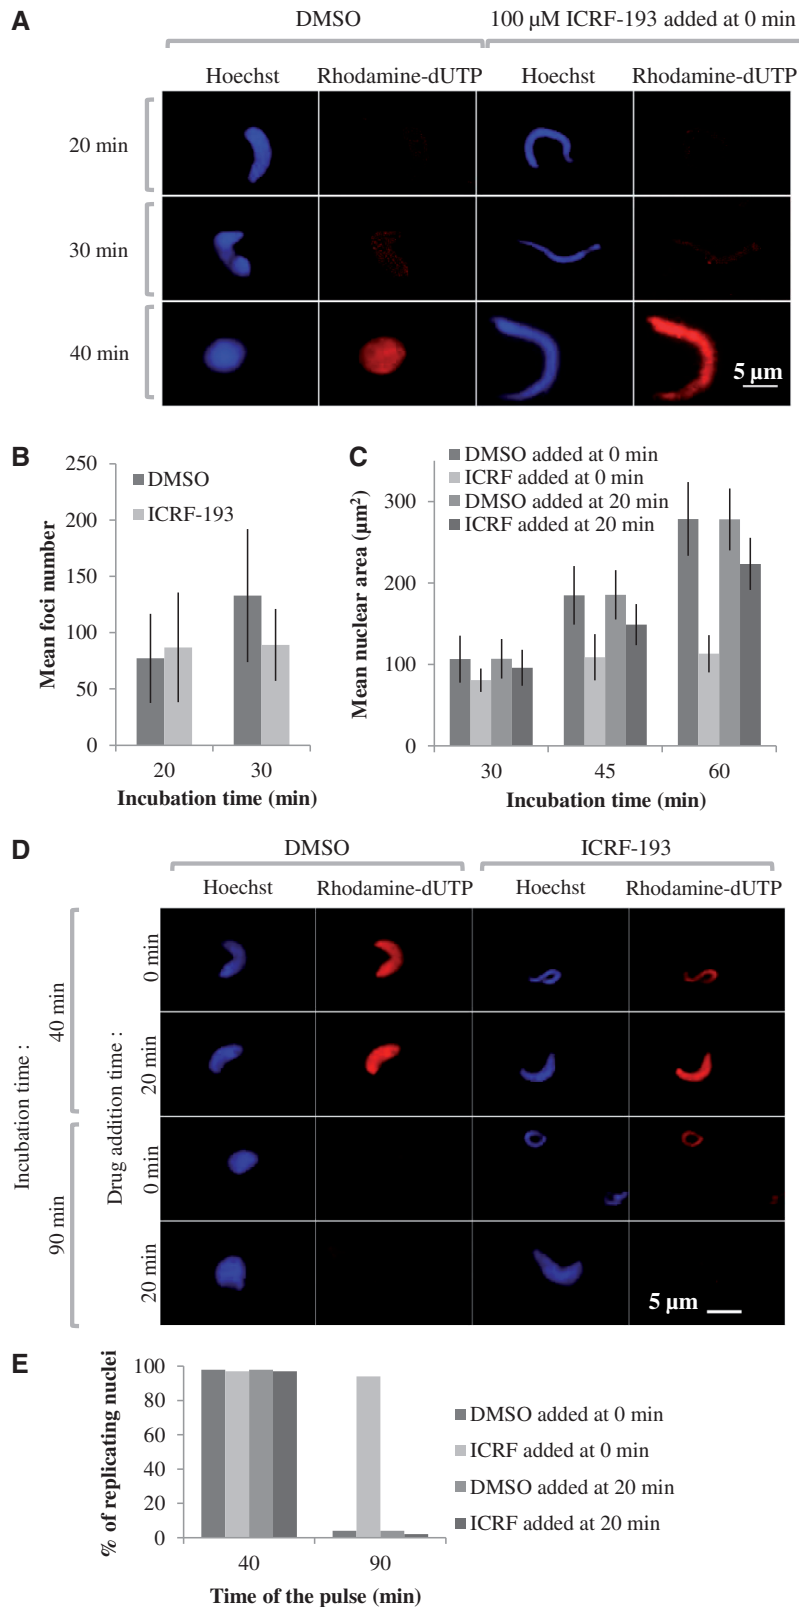 A
DMSO
100 µM ICRF-193 added at 0 min
Hoechst
Rhodamine-dUTP
Hoechst
Rhodamine-dUTP
20 min
30 min
40 min
5 µm
B
250
200
150
100
50
0
Mean foci number
DMSO
ICRF-193
20
30
Incubation time (min)
C
DMSO added at 0 min
ICRF added at 0 min
DMSO added at 20 min
ICRF added at 20 min
300
200
100
0
Mean nuclear area (µm²)
30
45
60
Incubation time (min)
D
DMSO
ICRF-193
Hoechst
Rhodamine-dUTP
Hoechst
Rhodamine-dUTP
Incubation time :
40 min
90 min
Drug addition time :
0 min
20 min
0 min
20 min
5 µm
E
% of replicating nuclei
100
80
60
40
20
0
40
90
Time of the pulse (min)
DMSO added at 0 min
ICRF added at 0 min
DMSO added at 20 min
ICRF added at 20 min